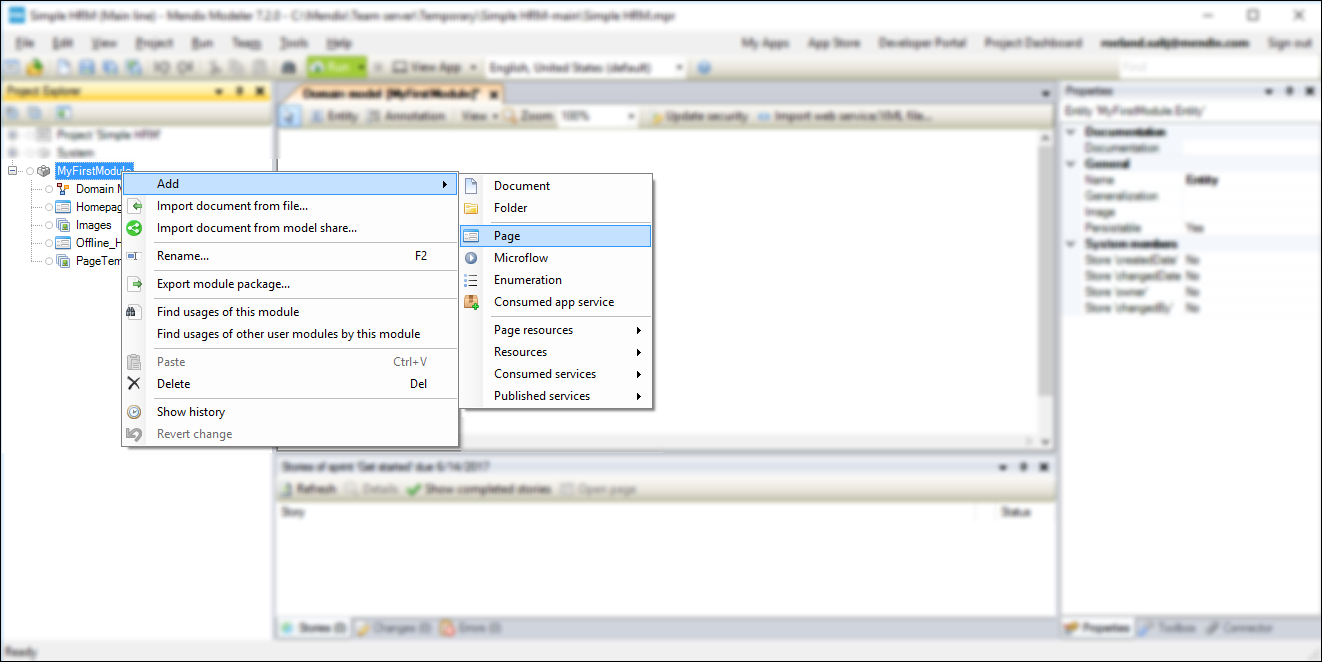 Simple HRM (Main line) - Mendix Modeler 7.2.0 - C:\Mendix\Team server\Temporary\Simple HRM-main\Simple HRM.mpr
File Edit View Project Run Team Tools Help
My Apps App Store Developer Portal Project Dashboard Sign out
Run View App English, United States (default)
Project Explorer
Domain model [MyFirstModule]*
Properties
Entity Annotation View Zoom 100% Update security Import web service/XML file...
Entity 'MyFirstModule.Entity'
Project 'Simple HRM'
System
MyFirstModule
Domain M
Homepag
Images
Offline_H
PageTem
Add
Import document from file...
Import document from model share...
Rename... F2
Export module package...
Find usages of this module
Find usages of other user modules by this module
Paste Ctrl+V
Delete Del
Show history
Revert change
Document
Folder
Page
Microflow
Enumeration
Consumed app service
Page resources
Resources
Consumed services
Published services
Documentation
Documentation
General
Name Entity
Generalization
Image
Persistable Yes
System members
Store 'createdDate' No
Store 'changedDate' No
Store 'owner' No
Store 'changedBy' No
Stories of sprint 'Get started' due 6/14/2017
Refresh Details Show completed stories Open page
Story Status
Stories Changes Errors
Properties Toolbox Connector
Ready